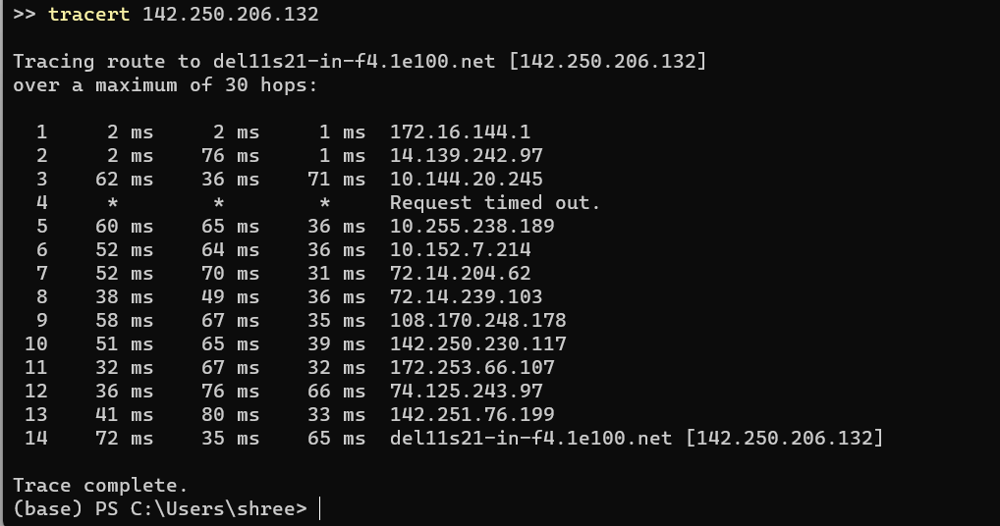 >> tracert 142.250.206.132
Tracing route to del11s21-in-f4.1e100.net [142.250.206.132]
over a maximum of 30 hops:
1 2 ms 2 ms 1 ms 172.16.144.1
2 2 ms 76 ms 1 ms 14.139.242.97
3 62 ms 36 ms 71 ms 10.144.20.245
4 * * * Request timed out.
5 60 ms 65 ms 36 ms 10.255.238.189
6 52 ms 64 ms 36 ms 10.152.7.214
7 52 ms 70 ms 31 ms 72.14.204.62
8 38 ms 49 ms 36 ms 72.14.239.103
9 58 ms 67 ms 35 ms 108.170.248.178
10 51 ms 65 ms 39 ms 142.250.230.117
11 32 ms 67 ms 32 ms 172.253.66.107
12 36 ms 76 ms 66 ms 74.125.243.97
13 41 ms 80 ms 33 ms 142.251.76.199
14 72 ms 35 ms 65 ms del11s21-in-f4.1e100.net [142.250.206.132]
Trace complete.
(base) PS C:\Users\shree>